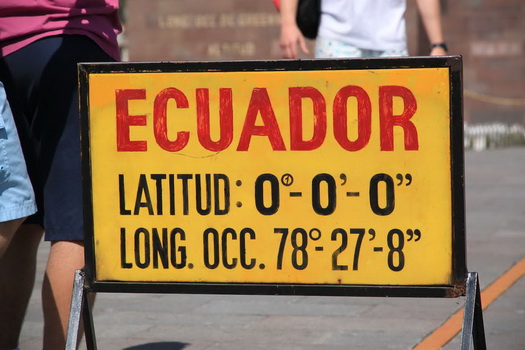 ECUADOR
LATITUD: 0°-0'-0"
LONG. OCC. 78°-27'-8"